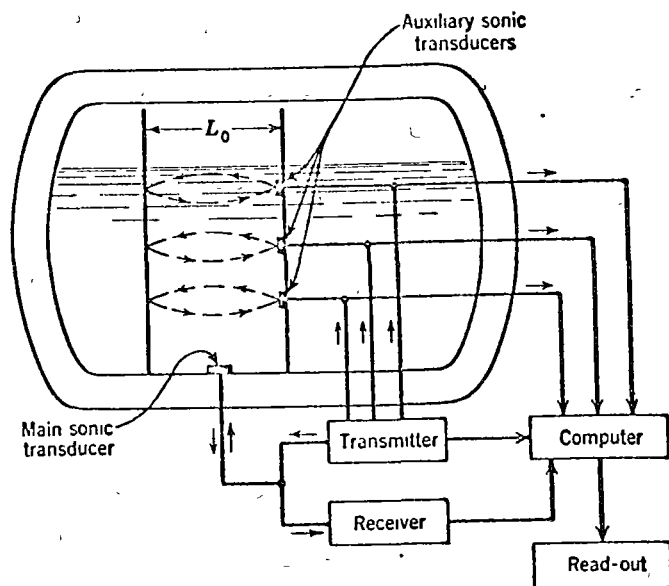 Auxiliary sonic
transducers
L₀
Main sonic
transducer
Transmitter
Computer
Receiver
Read-out